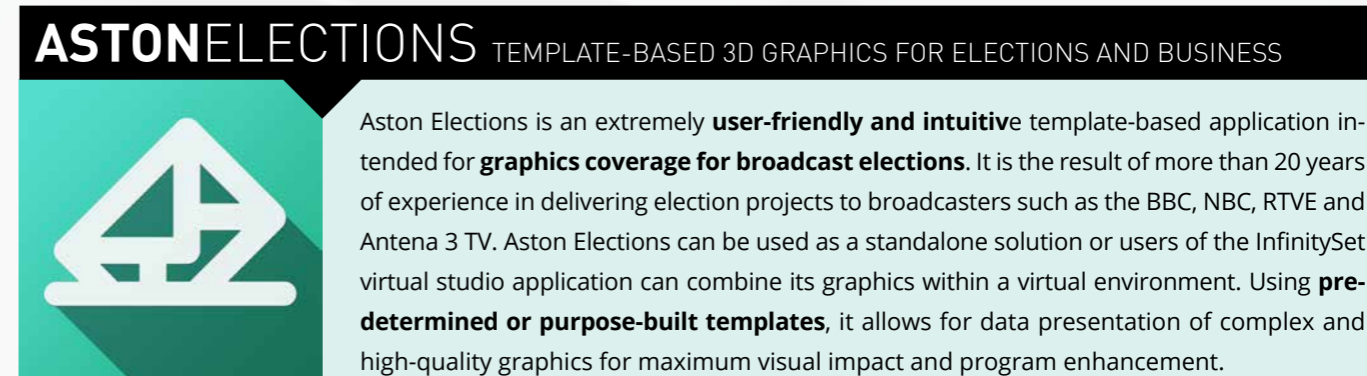 ASTONELECTIONS TEMPLATE-BASED 3D GRAPHICS FOR ELECTIONS AND BUSINESS
Aston Elections is an extremely user-friendly and intuitive template-based application in-
tended for graphics coverage for broadcast elections. It is the result of more than 20 years
of experience in delivering election projects to broadcasters such as the BBC, NBC, RTVE and
Antena 3 TV. Aston Elections can be used as a standalone solution or users of the InfinitySet
virtual studio application can combine its graphics within a virtual environment. Using pre-
determined or purpose-built templates, it allows for data presentation of complex and
high-quality graphics for maximum visual impact and program enhancement.